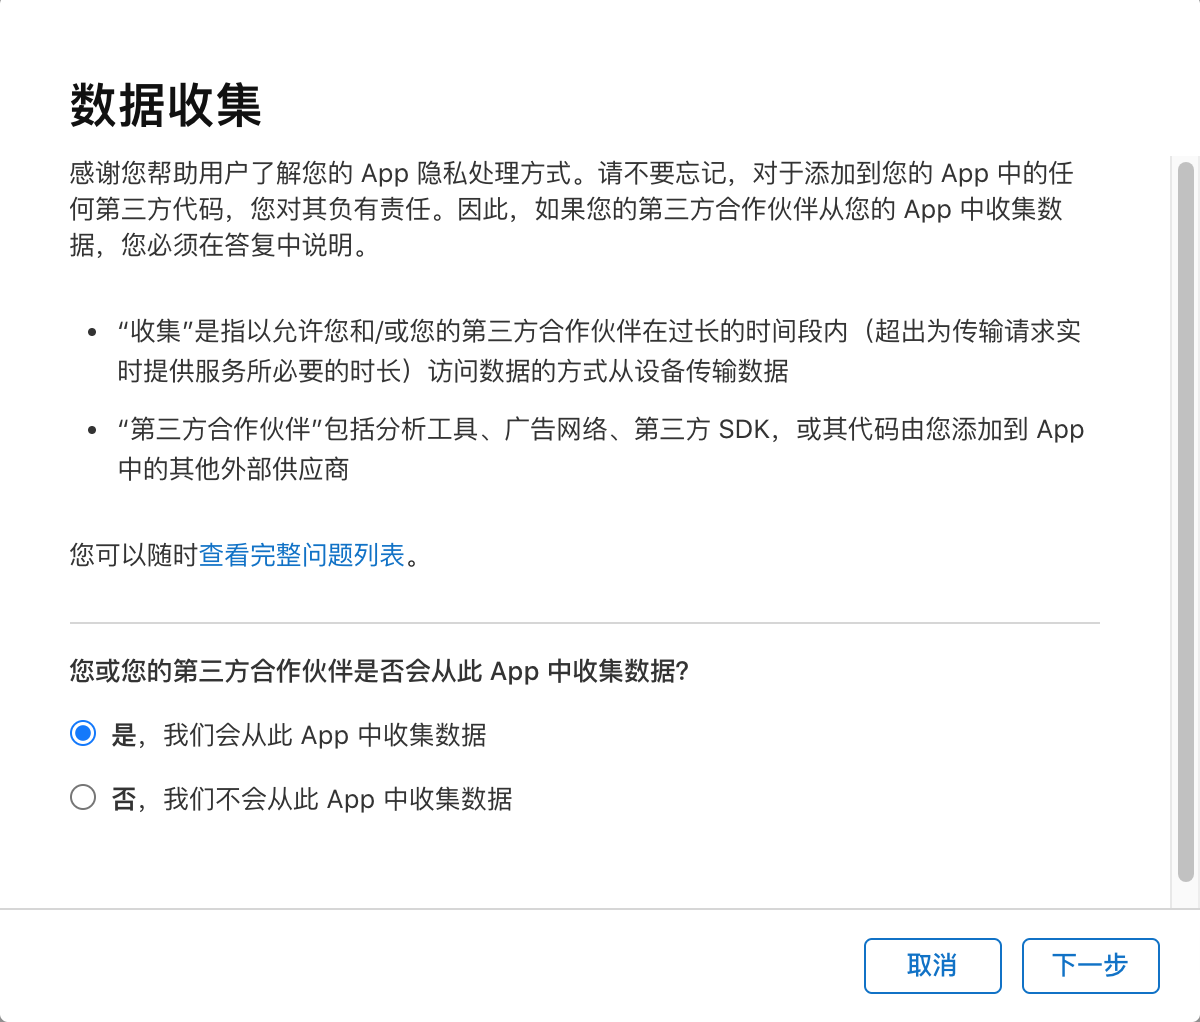 数据收集
感谢您帮助用户了解您的 App 隐私处理方式。请不要忘记，对于添加到您的 App 中的任
何第三方代码，您对其负有责任。因此，如果您的第三方合作伙伴从您的 App 中收集数
据，您必须在答复中说明。
• “收集”是指以允许您和/或您的第三方合作伙伴在过长的时间段内（超出为传输请求实
时提供服务所必要的时长）访问数据的方式从设备传输数据
• “第三方合作伙伴”包括分析工具、广告网络、第三方 SDK，或其代码由您添加到 App
中的其他外部供应商
您可以随时查看完整问题列表。
您或您的第三方合作伙伴是否会从此 App 中收集数据?
是，我们会从此 App 中收集数据
否，我们不会从此 App 中收集数据
取消 下一步